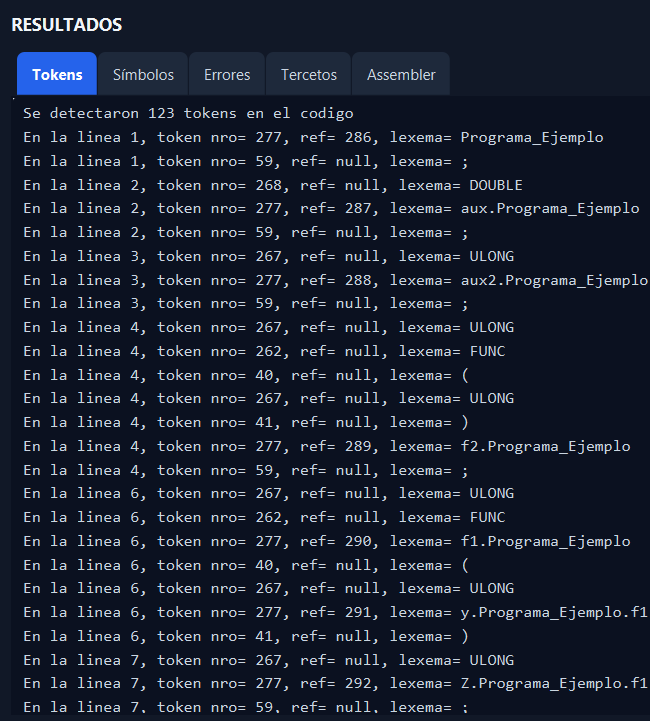 RESULTADOS
Tokens Símbolos Errores Tercetos Assembler
Se detectaron 123 tokens en el codigo
En la linea 1, token nro= 277, ref= 286, lexema= Programa_Ejemplo
En la linea 1, token nro= 59, ref= null, lexema= ;
En la linea 2, token nro= 268, ref= null, lexema= DOUBLE
En la linea 2, token nro= 277, ref= 287, lexema= aux.Programa_Ejemplo
En la linea 2, token nro= 59, ref= null, lexema= ;
En la linea 3, token nro= 267, ref= null, lexema= ULONG
En la linea 3, token nro= 277, ref= 288, lexema= aux2.Programa_Ejemplo
En la linea 3, token nro= 59, ref= null, lexema= ;
En la linea 4, token nro= 267, ref= null, lexema= ULONG
En la linea 4, token nro= 262, ref= null, lexema= FUNC
En la linea 4, token nro= 40, ref= null, lexema= (
En la linea 4, token nro= 267, ref= null, lexema= ULONG
En la linea 4, token nro= 41, ref= null, lexema= )
En la linea 4, token nro= 277, ref= 289, lexema= f2.Programa_Ejemplo
En la linea 4, token nro= 59, ref= null, lexema= ;
En la linea 6, token nro= 267, ref= null, lexema= ULONG
En la linea 6, token nro= 262, ref= null, lexema= FUNC
En la linea 6, token nro= 277, ref= 290, lexema= f1.Programa_Ejemplo
En la linea 6, token nro= 40, ref= null, lexema= (
En la linea 6, token nro= 267, ref= null, lexema= ULONG
En la linea 6, token nro= 277, ref= 291, lexema= y.Programa_Ejemplo.f1
En la linea 6, token nro= 41, ref= null, lexema= )
En la linea 7, token nro= 267, ref= null, lexema= ULONG
En la linea 7, token nro= 277, ref= 292, lexema= Z.Programa_Ejemplo.f1
En la linea 7, token nro= 59, ref= null, lexema= ;